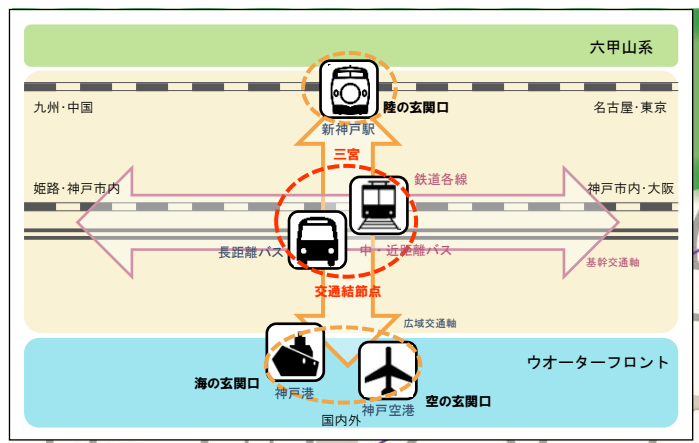 六甲山系
九州・中国
陸の玄関口
名古屋・東京
新神戸駅
三宮
鉄道各線
姫路・神戸市内
神戸市内・大阪
長距離バス
中・近距離バス
基幹交通軸
交通結節点
広域交通軸
ウオーターフロント
海の玄関口
神戸港
神戸空港
空の玄関口
国内外